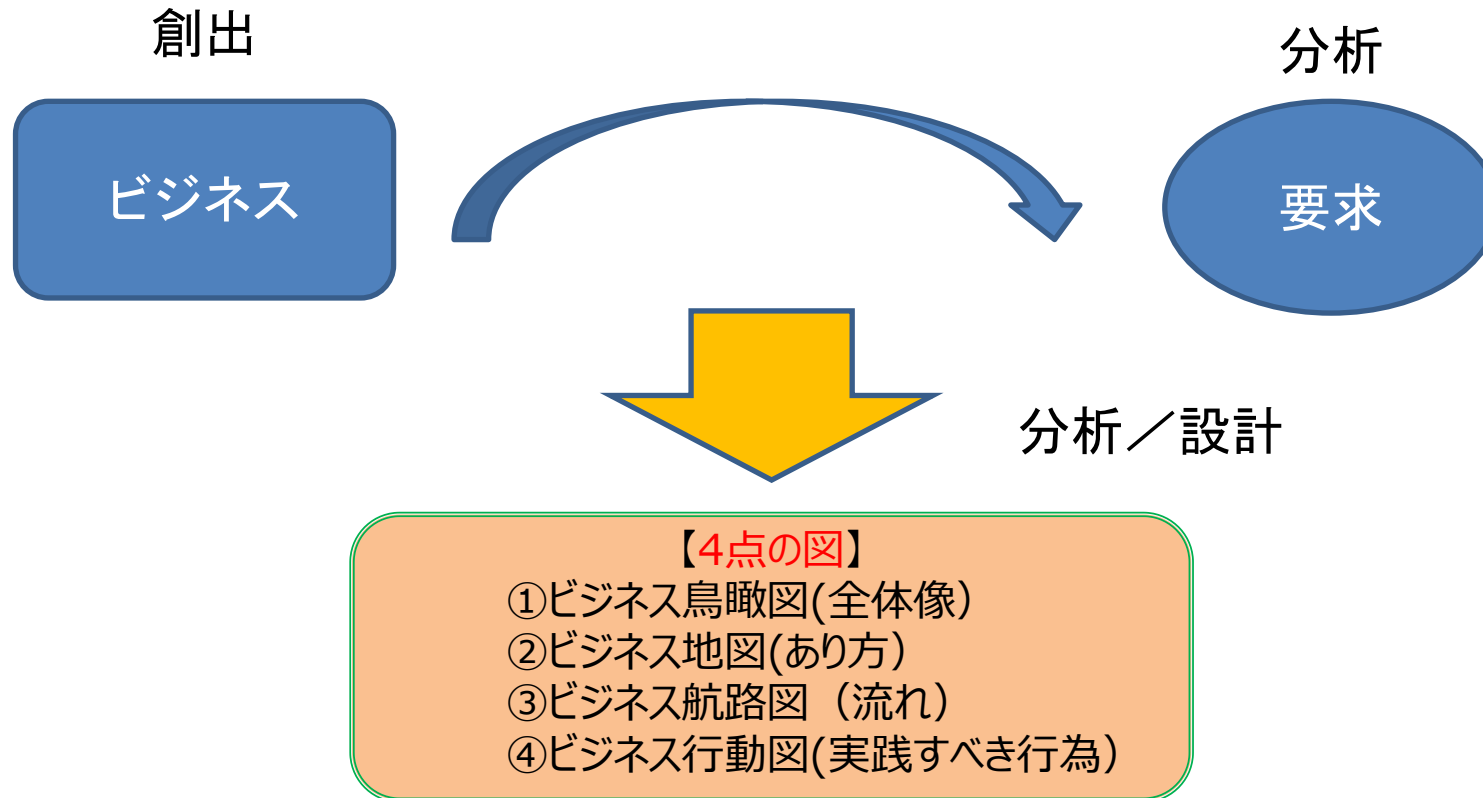 創出
分析
ビジネス
要求
分析／設計
【4点の図】
①ビジネス鳥瞰図(全体像）
②ビジネス地図(あり方）
③ビジネス航路図（流れ）
④ビジネス行動図(実践すべき行為）